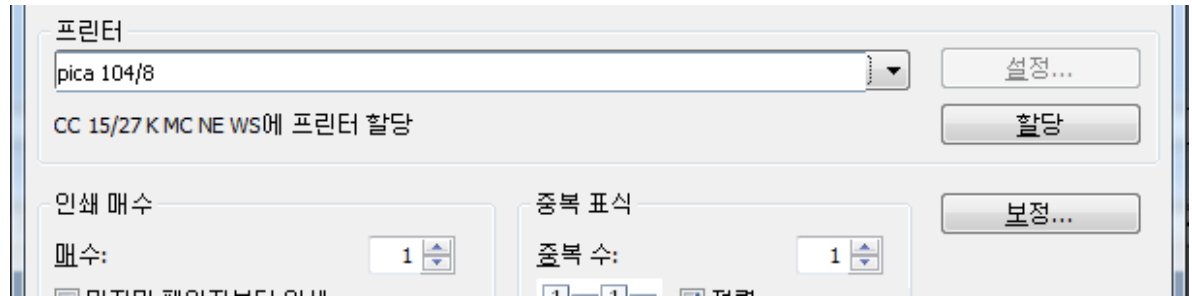 프린터
pica 104/8
설정...
CC 15/27 K MC NE WS에 프린터 할당
할당
인쇄 매수
중복 표식
보정...
매수: 1
중복 수: 1
1 1